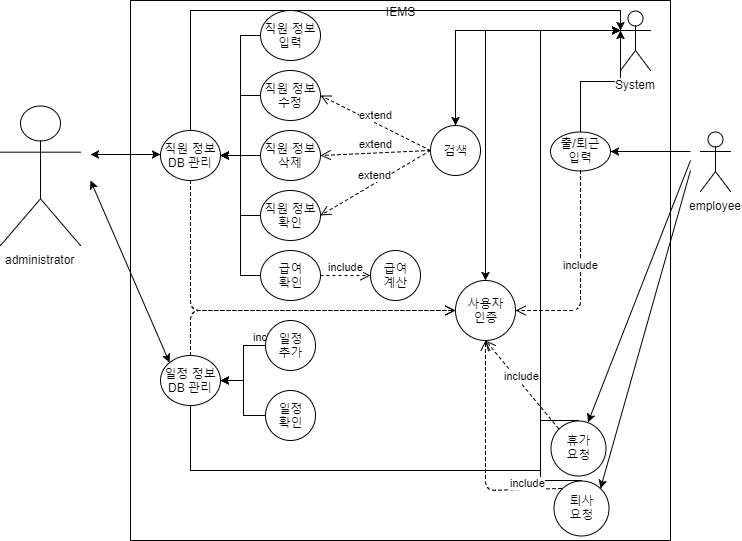 IEMS
직원 정보
입력
System
직원 정보
수정
extend
직원 정보
DB 관리
직원 정보
삭제
extend
검색
출/퇴근
입력
extend
employee
직원 정보
확인
administrator
급여
확인
include
급여
계산
include
사용자
인증
inc
일정
추가
일정 정보
DB 관리
include
일정
확인
휴가
요청
include
퇴사
요청